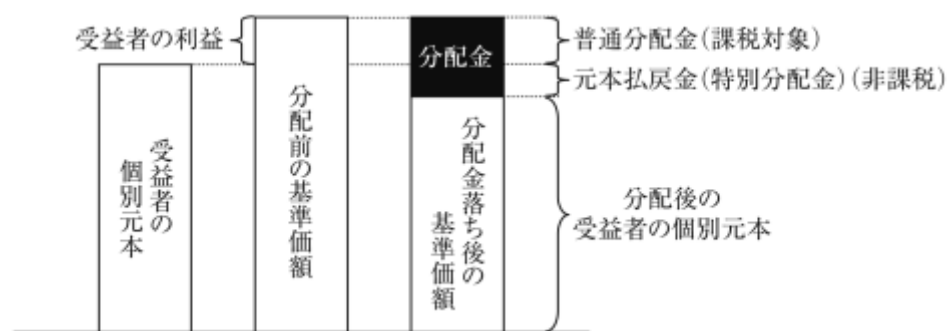 受益者の利益
受益者の
個別元本
分配前の基準価額
分配金
分配金落ち後の
基準価額
普通分配金(課税対象)
元本払戻金(特別分配金)(非課税)
分配後の
受益者の個別元本